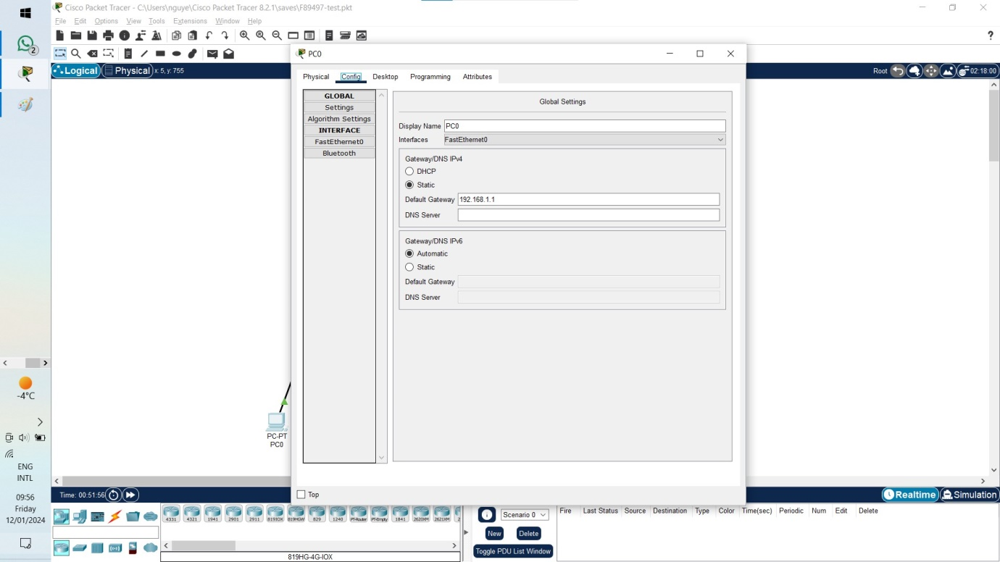 Cisco Packet Tracer - C:\Users\nguye\Cisco Packet Tracer 8.2.1\saves\F89497-test.pkt
File Edit Options View Tools Extensions Window Help
?
2
PC0
Logical Physical x: 5, y: 755
Root 02:18:00
Physical Config Desktop Programming Attributes
GLOBAL
Settings
Algorithm Settings
INTERFACE
FastEthernet0
Bluetooth
Global Settings
Display Name PC0
Interfaces FastEthernet0
Gateway/DNS IPv4
DHCP
Static
Default Gateway 192.168.1.1
DNS Server
Gateway/DNS IPv6
Automatic
Static
Default Gateway
DNS Server
PC-PT
PC0
Top
-4°C
ENG
INTL
09:56
Friday
12/01/2024
Time: 00:51:56
Realtime Simulation
4331 4321 1941 2901 2911 819IOX 819HGW 829 1240 PT-Router PT-Empty 1841 2620XM 2621XM 2
819HG-4G-IOX
Scenario 0
New Delete
Toggle PDU List Window
Fire Last Status Source Destination Type Color Time(sec) Periodic Num Edit Delete